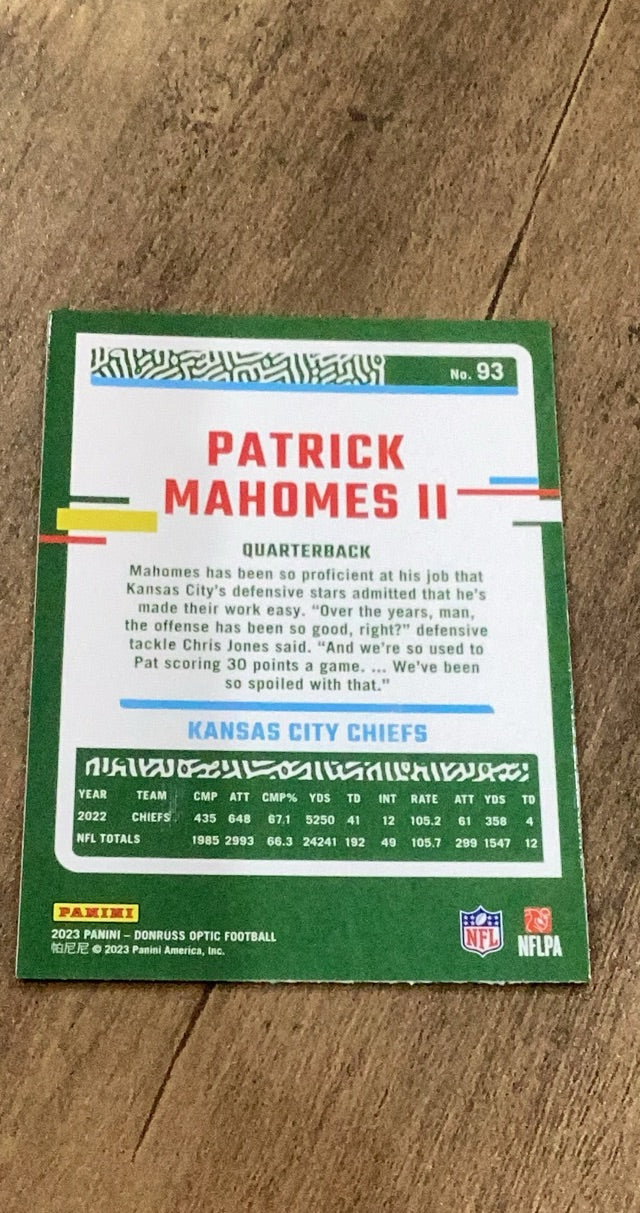 No. 93
PATRICK
MAHOMES II
QUARTERBACK
Mahomes has been so proficient at his job that
Kansas City's defensive stars admitted that he's
made their work easy. "Over the years, man,
the offense has been so good, right?" defensive
tackle Chris Jones said. "And we're so used to
Pat scoring 30 points a game. ... We've been
so spoiled with that."
KANSAS CITY CHIEFS
YEAR TEAM CMP ATT CMP% YDS TD INT RATE ATT YDS TD
2022 CHIEFS 435 648 67.1 5250 41 12 105.2 61 358 4
NFL TOTALS 1985 2993 66.3 24241 192 49 105.7 299 1547 12
PANINI
2023 PANINI – DONRUSS OPTIC FOOTBALL
帕尼尼 © 2023 Panini America, Inc.
NFL
NFLPA